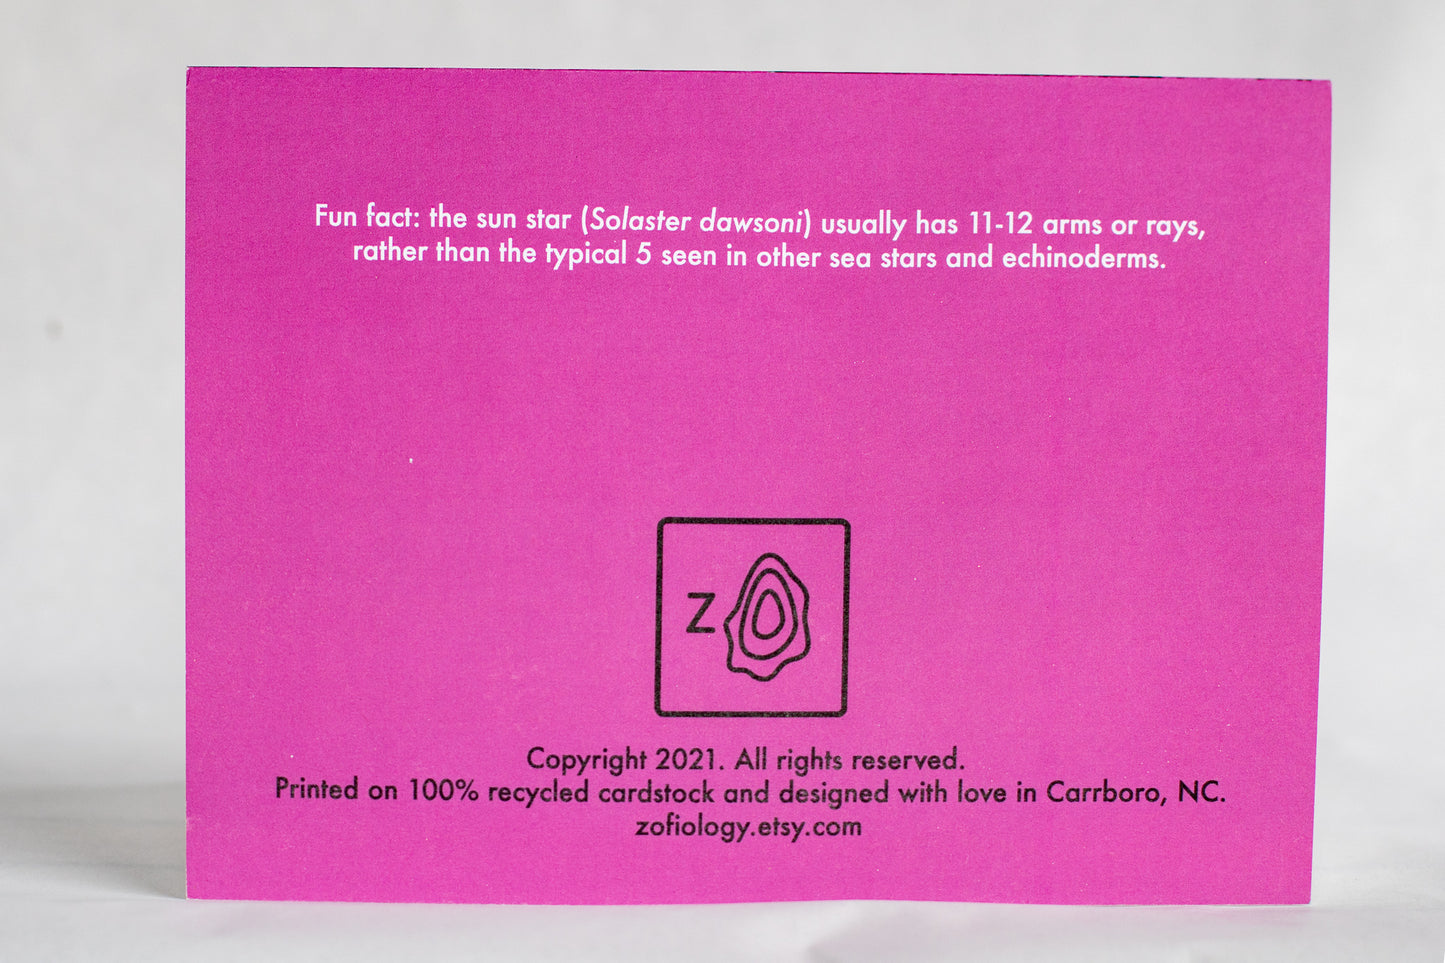 Fun fact: the sun star (Solaster dawsoni) usually has 11-12 arms or rays,
rather than the typical 5 seen in other sea stars and echinoderms.
Z
Copyright 2021. All rights reserved.
Printed on 100% recycled cardstock and designed with love in Carrboro, NC.
zofiology.etsy.com